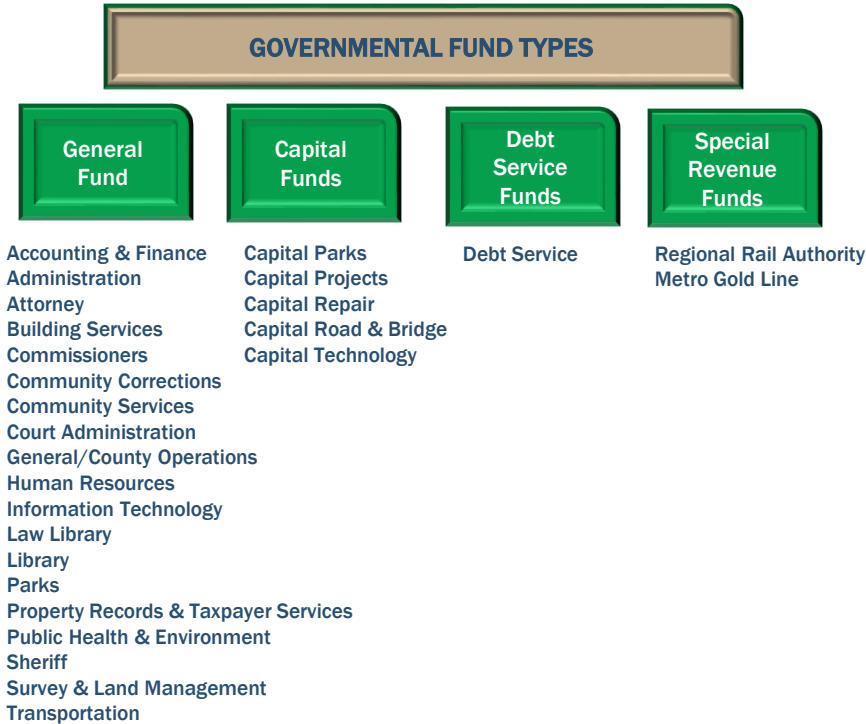 GOVERNMENTAL FUND TYPES
General
Fund
Capital
Funds
Debt
Service
Funds
Special
Revenue
Funds
Accounting & Finance
Administration
Attorney
Building Services
Commissioners
Community Corrections
Community Services
Court Administration
General/County Operations
Human Resources
Information Technology
Law Library
Library
Parks
Property Records & Taxpayer Services
Public Health & Environment
Sheriff
Survey & Land Management
Transportation
Capital Parks
Capital Projects
Capital Repair
Capital Road & Bridge
Capital Technology
Debt Service
Regional Rail Authority
Metro Gold Line